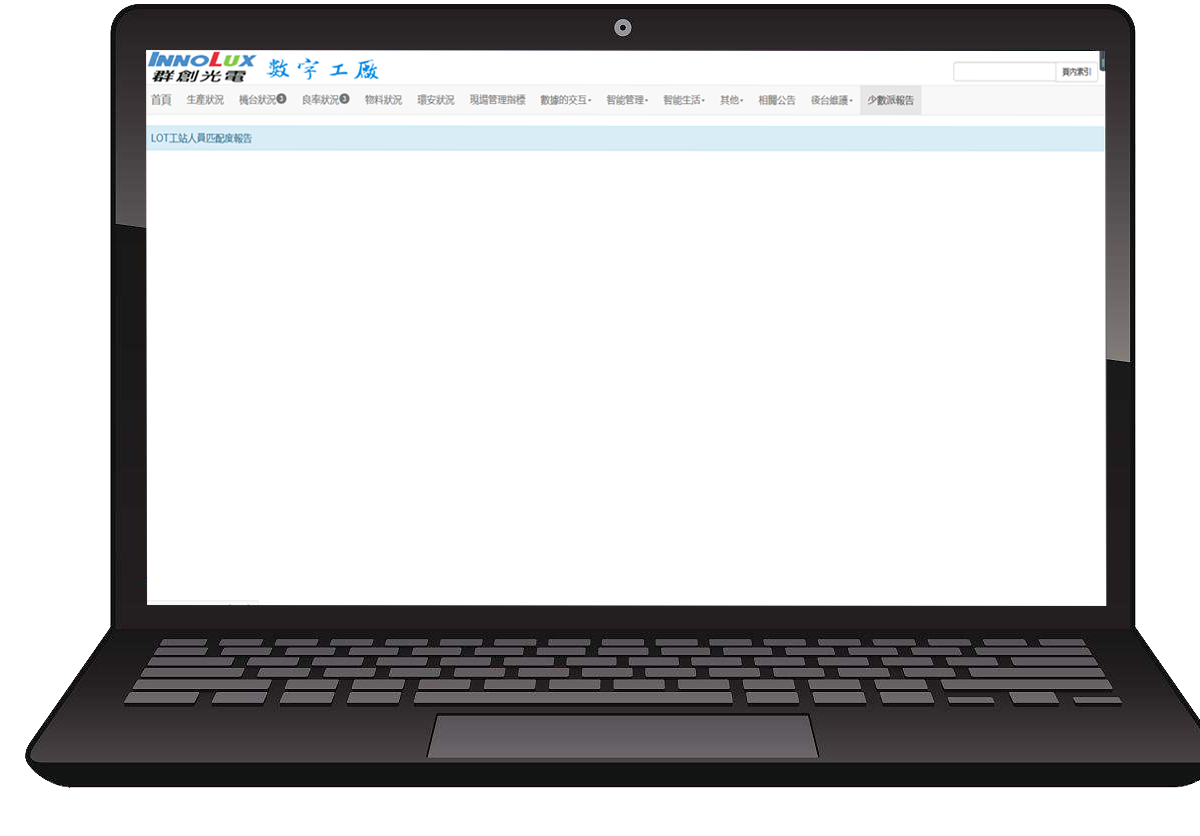 INNOLUX
群創光電 數字工廠
頁內索引
首頁 生產狀況 機台狀況3 良率狀況3 物料狀況 環安狀況 現場管理指標 數據的交互 智能管理 智能生活 其他 相關公告 後台維護 少數派報告
LOT工站人員匹配度報告